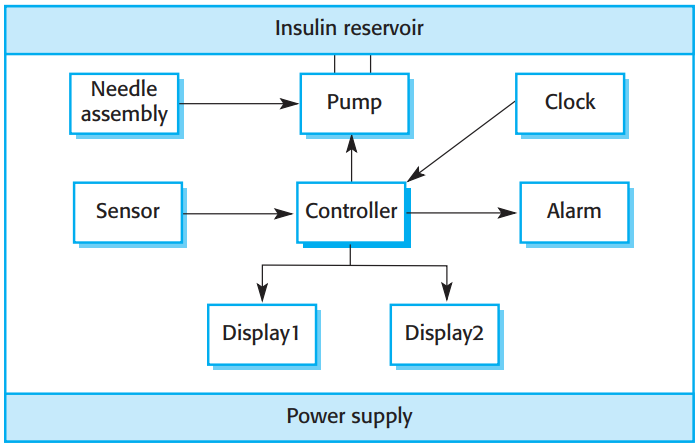 Insulin reservoir
Needle
assembly
Pump
Clock
Sensor
Controller
Alarm
Display1
Display2
Power supply